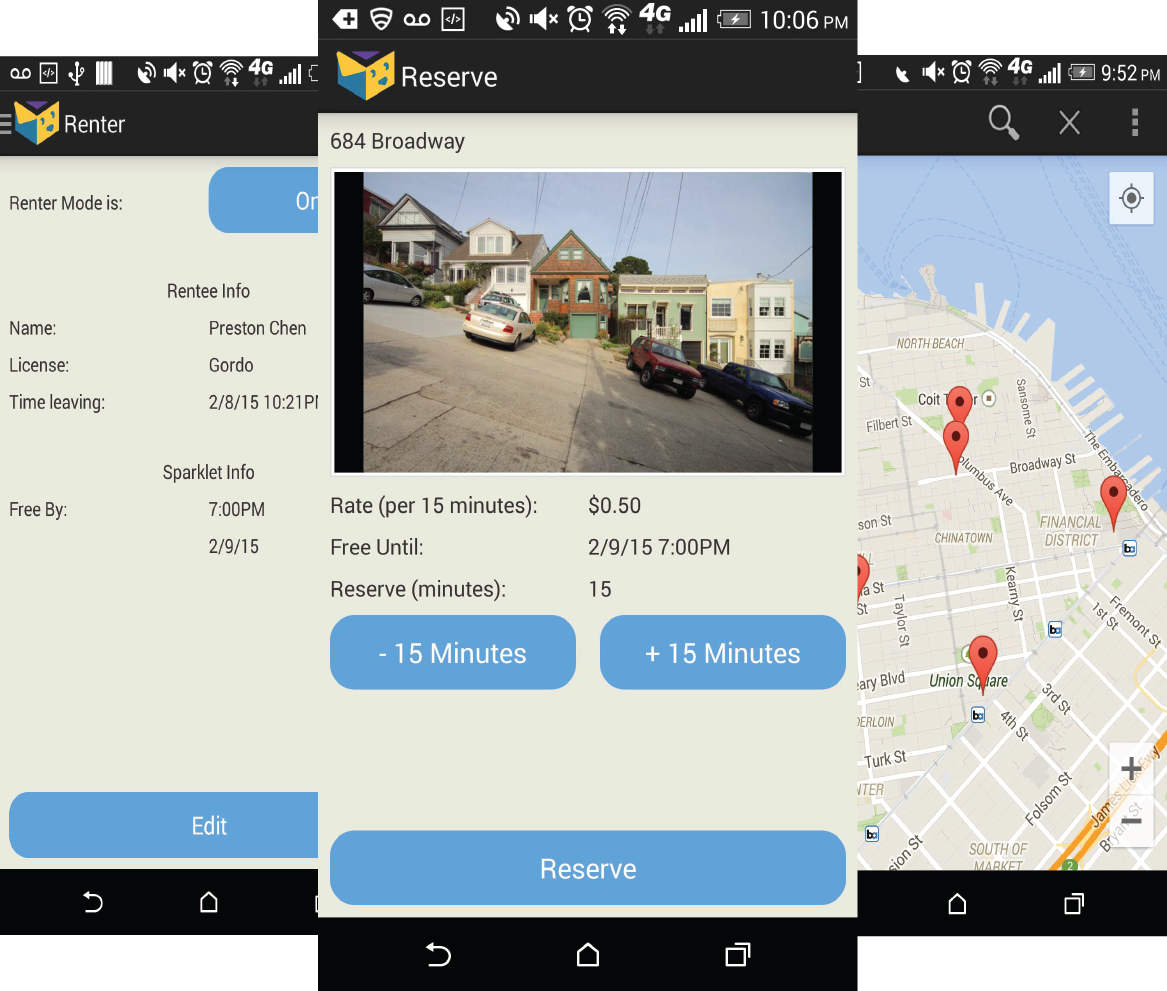 4G
Renter
Renter Mode is:
Rentee Info
Name: Preston Chen
License: Gordo
Time leaving: 2/8/15 10:21P
Sparklet Info
Free By: 7:00PM
2/9/15
Edit
4G 10:06 PM
Reserve
684 Broadway
Rate (per 15 minutes): $0.50
Free Until: 2/9/15 7:00PM
Reserve (minutes): 15
- 15 Minutes + 15 Minutes
Reserve
4G 9:52 PM
NORTH BEACH
St
Coit
Sansome St
Filbert St
The Embarcadero
Broadway St
Columbus Ave
son St
FINANCIAL
DISTRICT
CHINATOWN
a St
St
Kearny St
Taylor St
Fremont St
1st St
ary Blvd
Union Square
3rd St
DERLOIN
4th St
Turk St
NTER
Folsom St
James Lick Fwy
Bryant St
sion St
SOUTH OF
MARKET
2